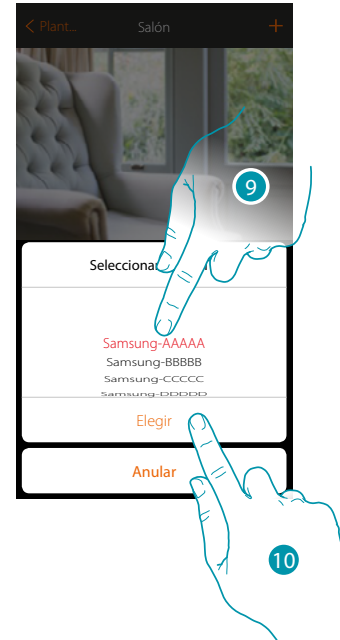 < Plant... Salón +
9
Seleccionar
Samsung-AAAAA
Samsung-BBBBB
Samsung-CCCCC
Samsung-DDDDD
Elegir
Anular
10